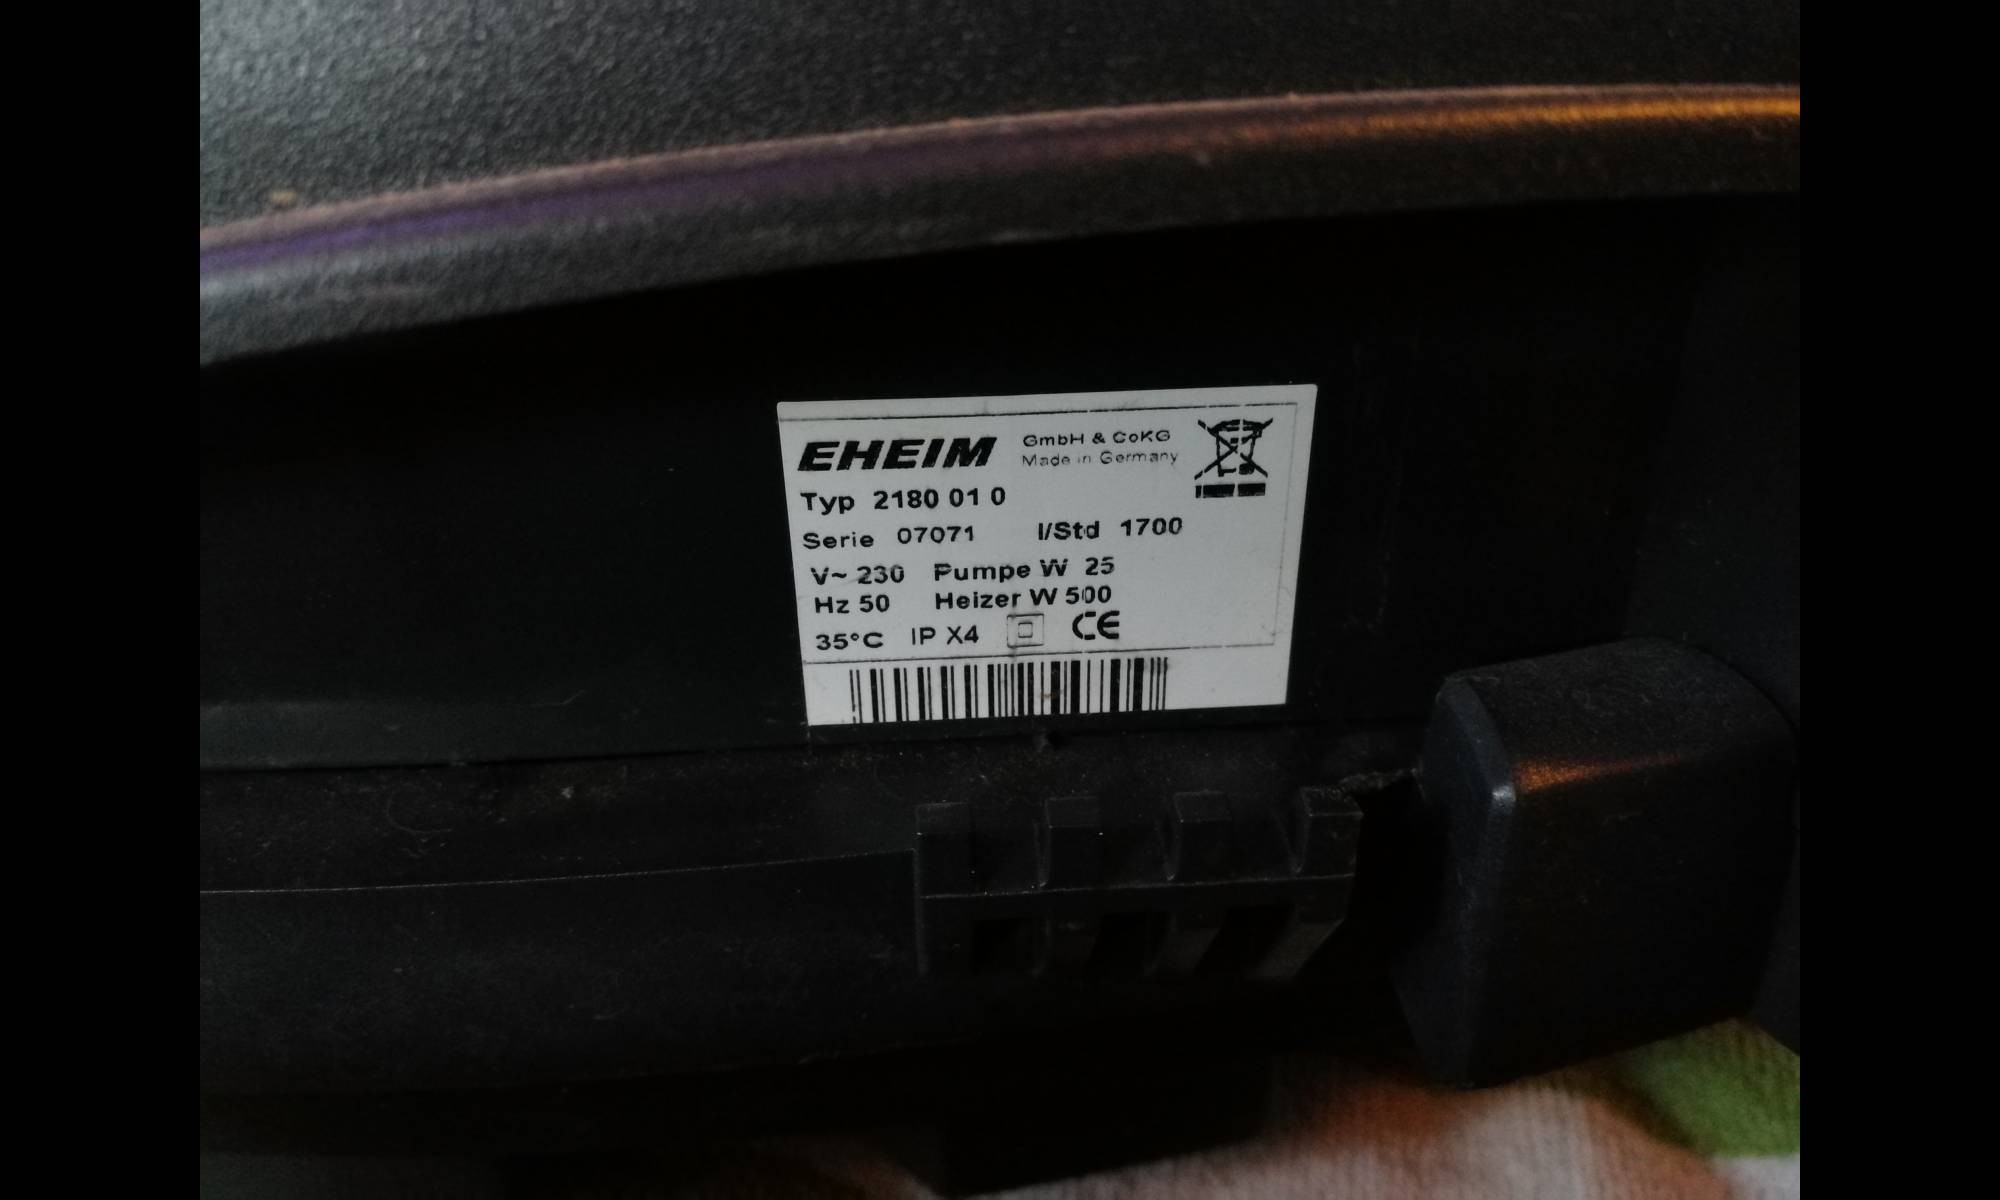 EHEIM GmbH & CoKG
Made in Germany
Typ 2180 01 0
Serie 07071 l/Std 1700
V~ 230 Pumpe W 25
Hz 50 Heizer W 500
35°C IP X4 CE